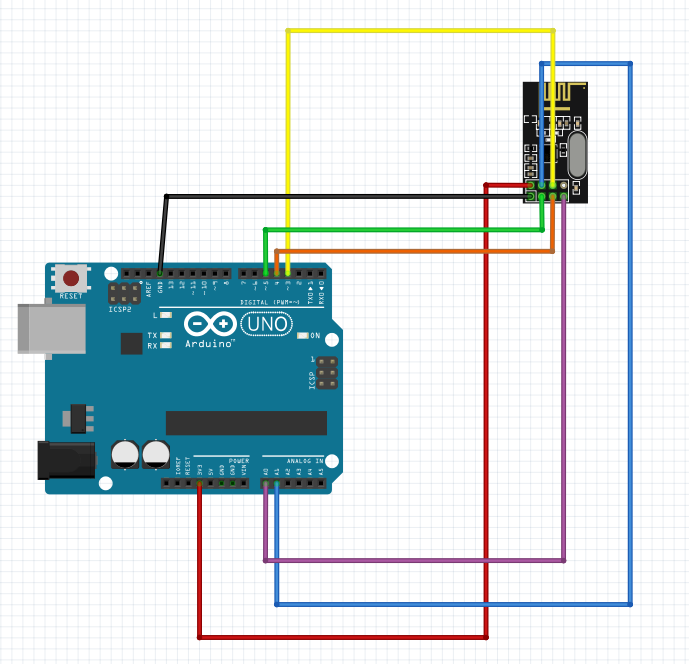 RESET
ICSP2
AREF
GND
13
12
~11
~10
~9
8
7
~6
~5
4
~3
2
TXD▶1
RXD◀0
DIGITAL (PWM=~)
L
TX
RX
Arduino™
UNO
ON
1
ICSP
POWER
ANALOG IN
IOREF
RESET
3V3
5V
GND
GND
VIN
A0
A1
A2
A3
A4
A5